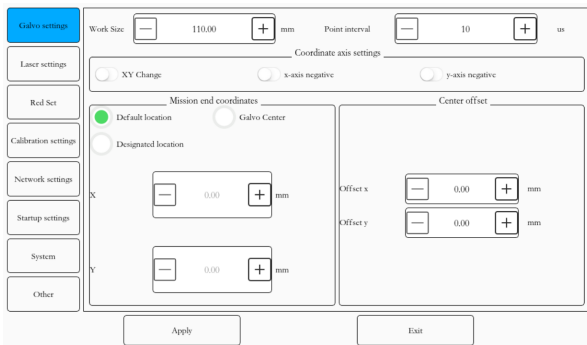 Galvo settings
Work Size 110.00 mm Point interval 10 us
Coordinate axis settings
Laser settings
XY Change x-axis negative y-axis negative
Red Set
Mission end coordinates
Center offset
Default location Galvo Center
Designated location
Calibration settings
Network settings
X 0.00 mm
Offset x 0.00 mm
Startup settings
Offset y 0.00 mm
System
Y 0.00 mm
Other
Apply Exit